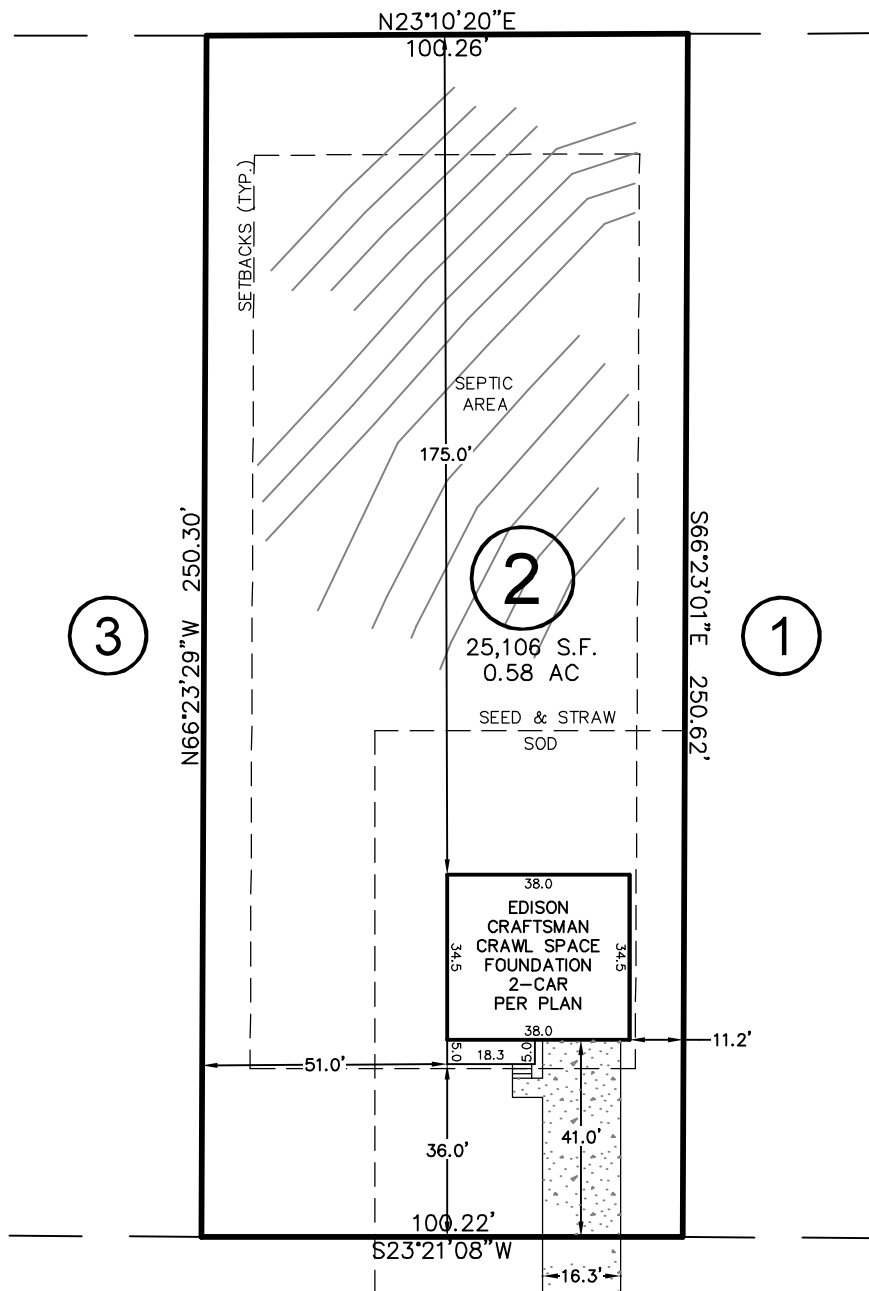 N23°10'20"E
100.26'
SETBACKS (TYP.)
SEPTIC
AREA
175.0'
N66°23'29"W 250.30'
S66°23'01"E 250.62'
3
2
1
25,106 S.F.
0.58 AC
SEED & STRAW
SOD
38.0
EDISON
CRAFTSMAN
CRAWL SPACE
FOUNDATION
2-CAR
PER PLAN
34.5
34.5
38.0
5.0
18.3
5.0
11.2'
51.0'
36.0'
41.0'
100.22'
S23°21'08"W
16.3'